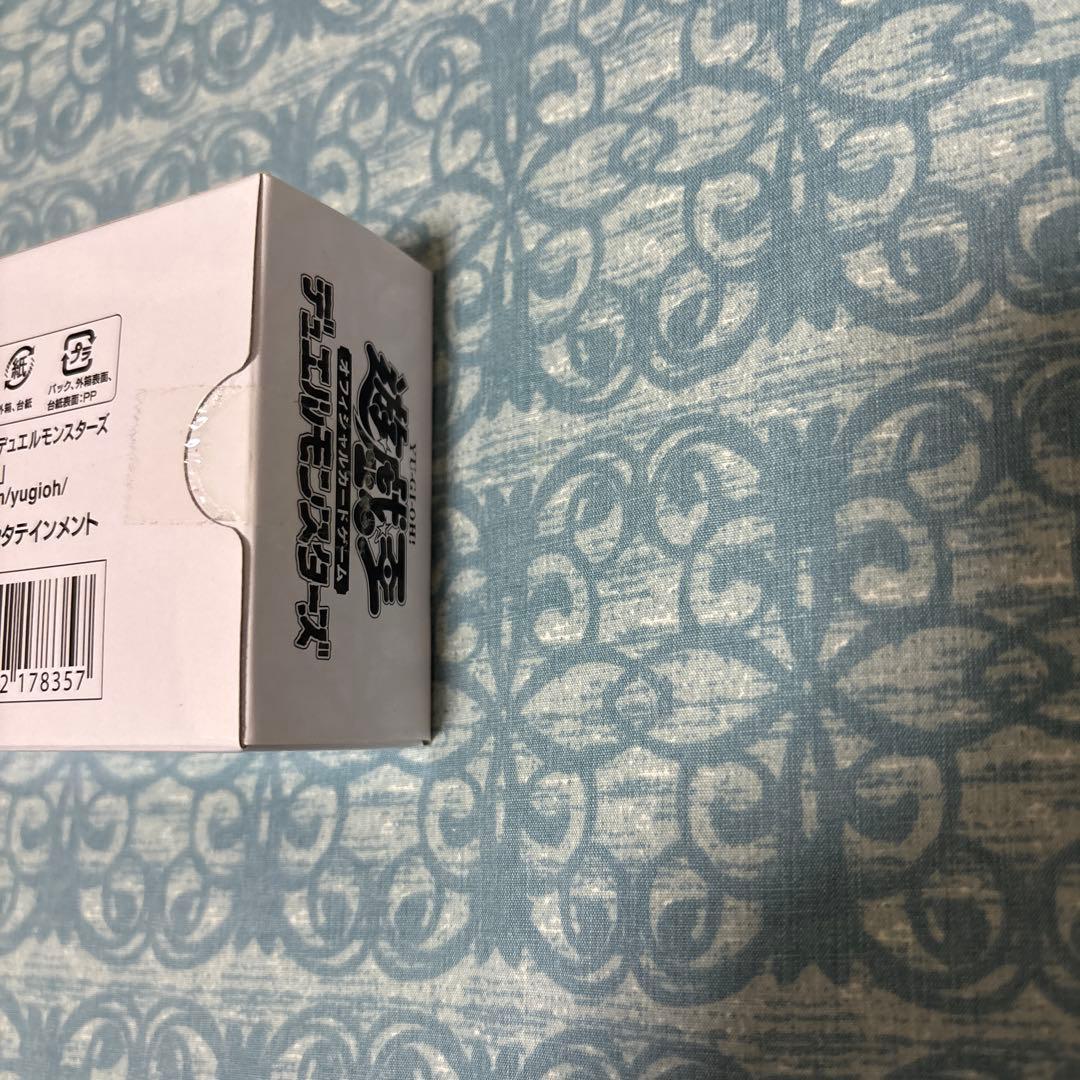 紙
プラ
外箱、台紙
パック、外箱表面、
台紙表面:PP
デュエルモンスターズ
」
m/yugioh/
タテインメント
2 178357
YU-GI-OH!
遊戯王
オフィシャルカードゲーム
デュエルモンスターズ